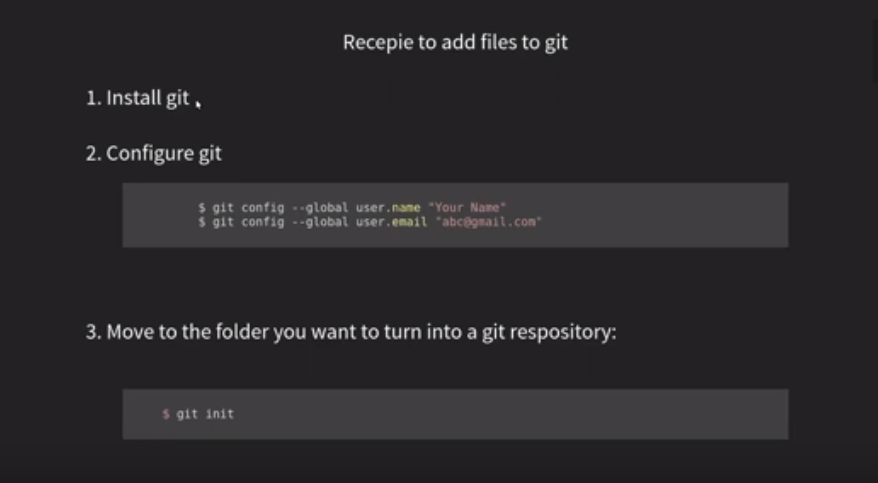 Recepie to add files to git
1. Install git
2. Configure git
$ git config --global user.name "Your Name"
$ git config --global user.email "abc@gmail.com"
3. Move to the folder you want to turn into a git respository:
$ git init